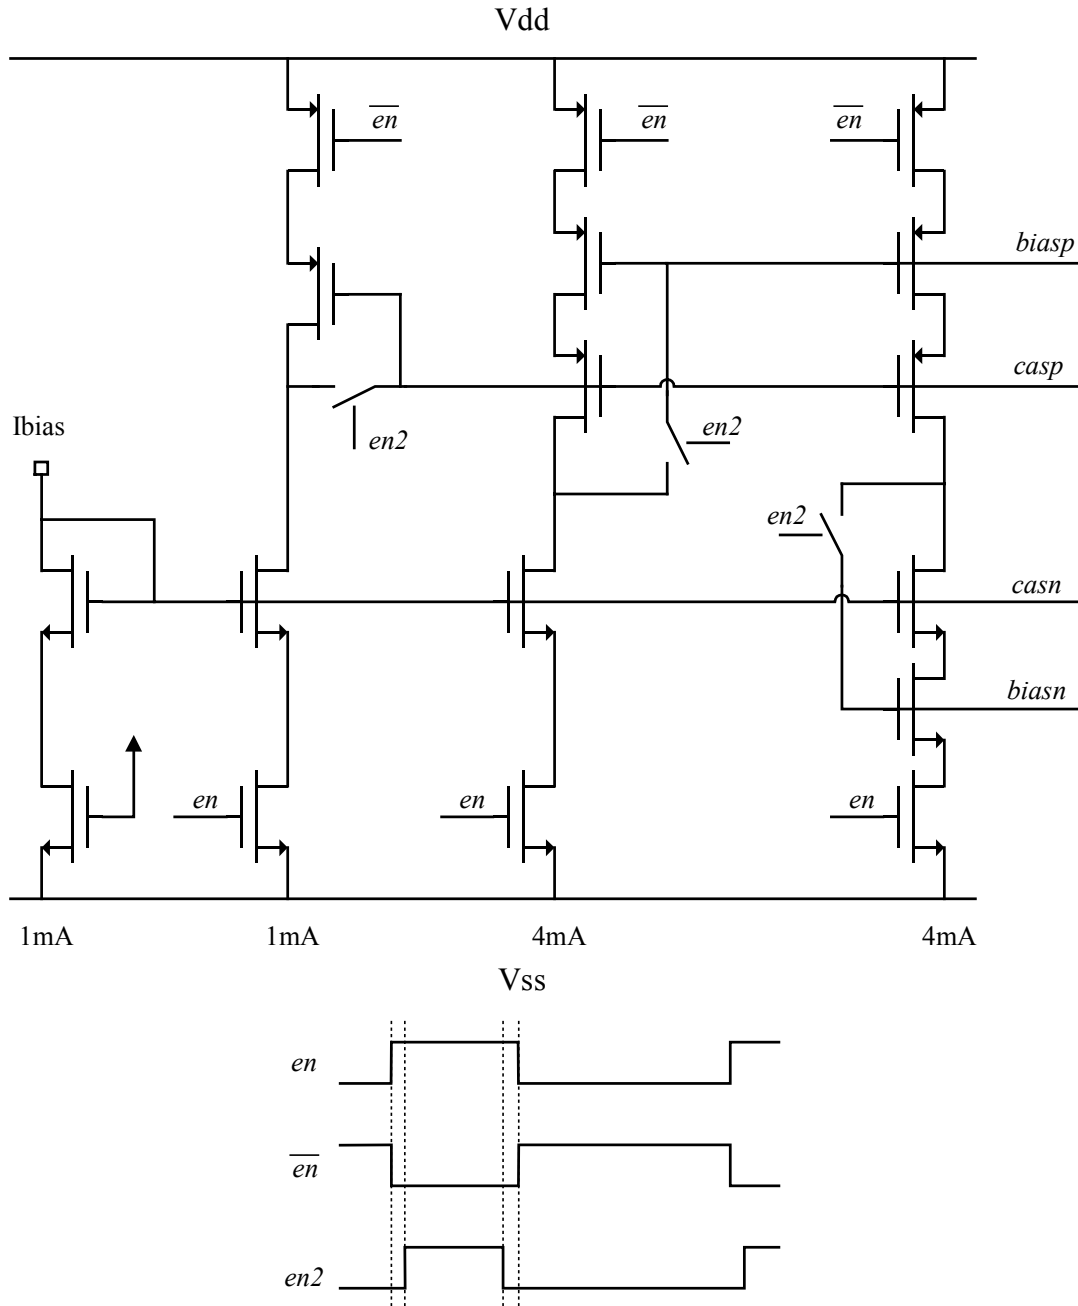 Vdd
en en en
biasp
casp
Ibias
en2 en2
en2
casn
biasn
en en en
1mA 1mA 4mA 4mA
Vss
en
en
en2